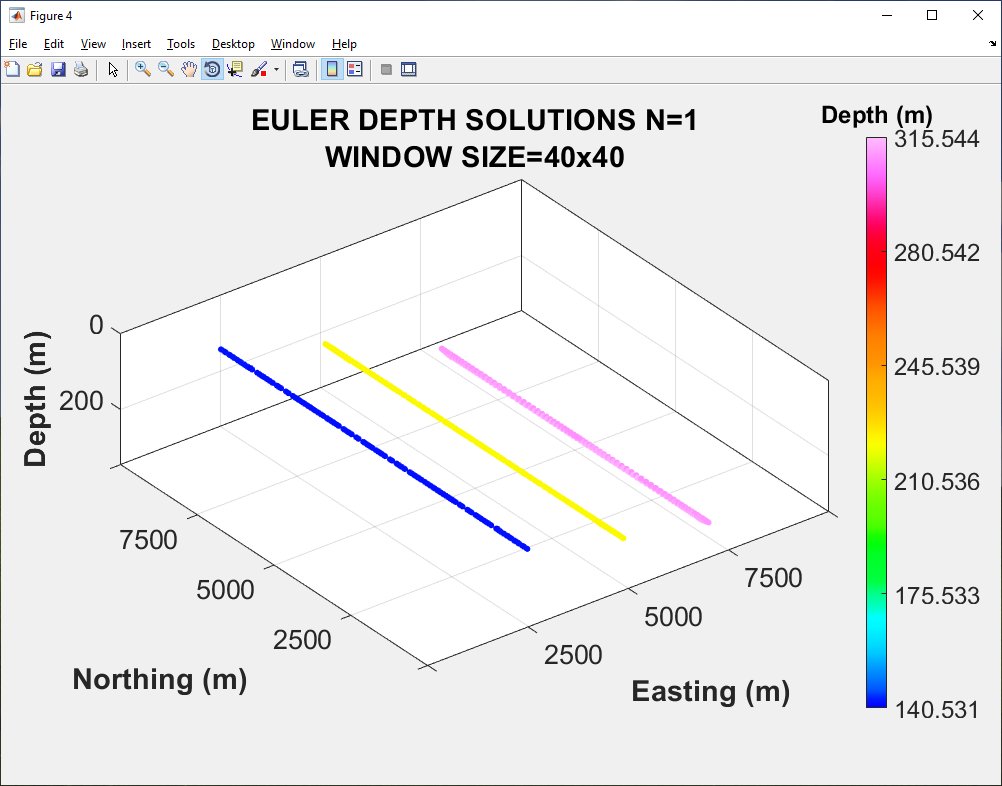 Figure 4
File Edit View Insert Tools Desktop Window Help
EULER DEPTH SOLUTIONS N=1
WINDOW SIZE=40x40
Depth (m)
315.544
280.542
245.539
210.536
175.533
140.531
0
200
Depth (m)
7500
5000
2500
Northing (m)
2500
5000
7500
Easting (m)